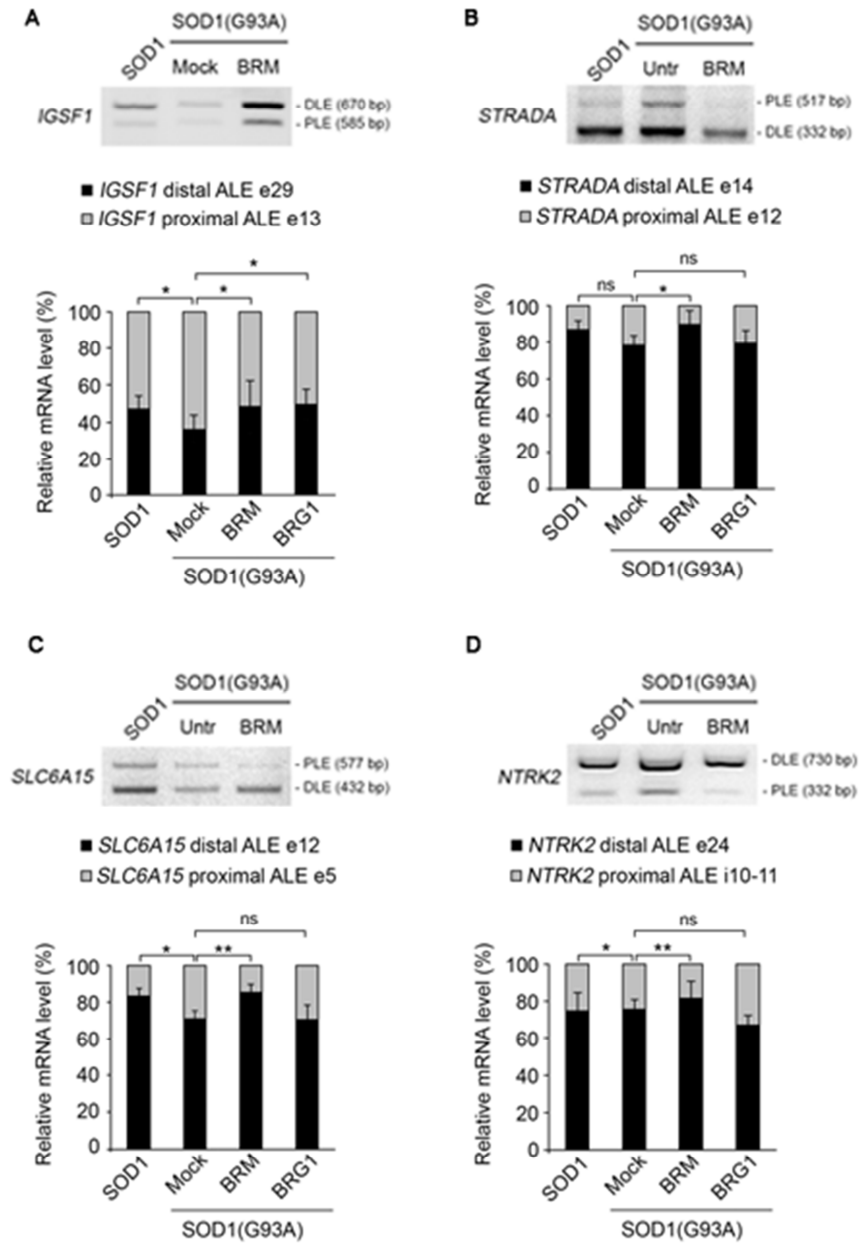 A
SOD1(G93A)
SOD1
Mock
BRM
IGSF1
- DLE (670 bp)
- PLE (585 bp)
IGSF1 distal ALE e29
IGSF1 proximal ALE e13
*
*
*
Relative mRNA level (%)
100
80
60
40
20
0
SOD1
Mock
BRM
BRG1
SOD1(G93A)
B
SOD1(G93A)
SOD1
Untr
BRM
STRADA
- PLE (517 bp)
- DLE (332 bp)
STRADA distal ALE e14
STRADA proximal ALE e12
ns
ns
*
Relative mRNA level (%)
100
80
60
40
20
0
SOD1
Mock
BRM
BRG1
SOD1(G93A)
C
SOD1(G93A)
SOD1
Untr
BRM
SLC6A15
- PLE (577 bp)
- DLE (432 bp)
SLC6A15 distal ALE e12
SLC6A15 proximal ALE e5
ns
*
**
Relative mRNA level (%)
100
80
60
40
20
0
SOD1
Mock
BRM
BRG1
SOD1(G93A)
D
SOD1(G93A)
SOD1
Untr
BRM
NTRK2
- DLE (730 bp)
- PLE (332 bp)
NTRK2 distal ALE e24
NTRK2 proximal ALE i10-11
ns
*
**
Relative mRNA level (%)
100
80
60
40
20
0
SOD1
Mock
BRM
BRG1
SOD1(G93A)